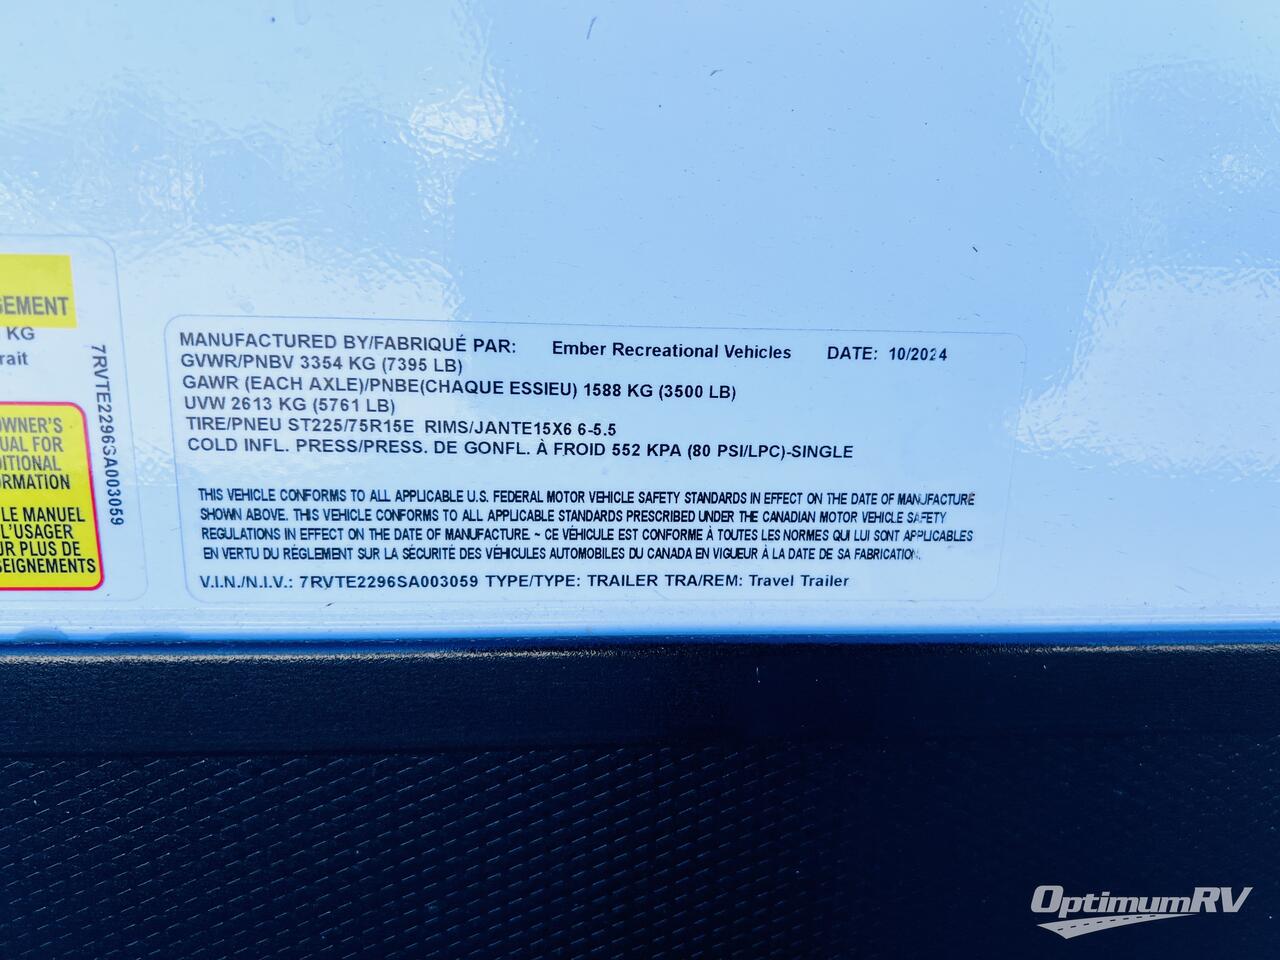 GEMENT
KG
rait
OWNER'S
UAL FOR
DITIONAL
RMATION
LE MANUEL
L'USAGER
UR PLUS DE
SEIGNEMENTS
7RVTE2296SA003059
MANUFACTURED BY/FABRIQUÉ PAR: Ember Recreational Vehicles DATE: 10/2024
GVWR/PNBV 3354 KG (7395 LB)
GAWR (EACH AXLE)/PNBE(CHAQUE ESSIEU) 1588 KG (3500 LB)
UVW 2613 KG (5761 LB)
TIRE/PNEU ST225/75R15E RIMS/JANTE15X6 6-5.5
COLD INFL. PRESS/PRESS. DE GONFL. À FROID 552 KPA (80 PSI/LPC)-SINGLE
THIS VEHICLE CONFORMS TO ALL APPLICABLE U.S. FEDERAL MOTOR VEHICLE SAFETY STANDARDS IN EFFECT ON THE DATE OF MANUFACTURE
SHOWN ABOVE. THIS VEHICLE CONFORMS TO ALL APPLICABLE STANDARDS PRESCRIBED UNDER THE CANADIAN MOTOR VEHICLE SAFETY
REGULATIONS IN EFFECT ON THE DATE OF MANUFACTURE. ~ CE VÉHICULE EST CONFORME À TOUTES LES NORMES QUI LUI SONT APPLICABLES
EN VERTU DU RÈGLEMENT SUR LA SÉCURITÉ DES VÉHICULES AUTOMOBILES DU CANADA EN VIGUEUR À LA DATE DE SA FABRICATION.
V.I.N./N.I.V.: 7RVTE2296SA003059 TYPE/TYPE: TRAILER TRA/REM: Travel Trailer
OptimumRV